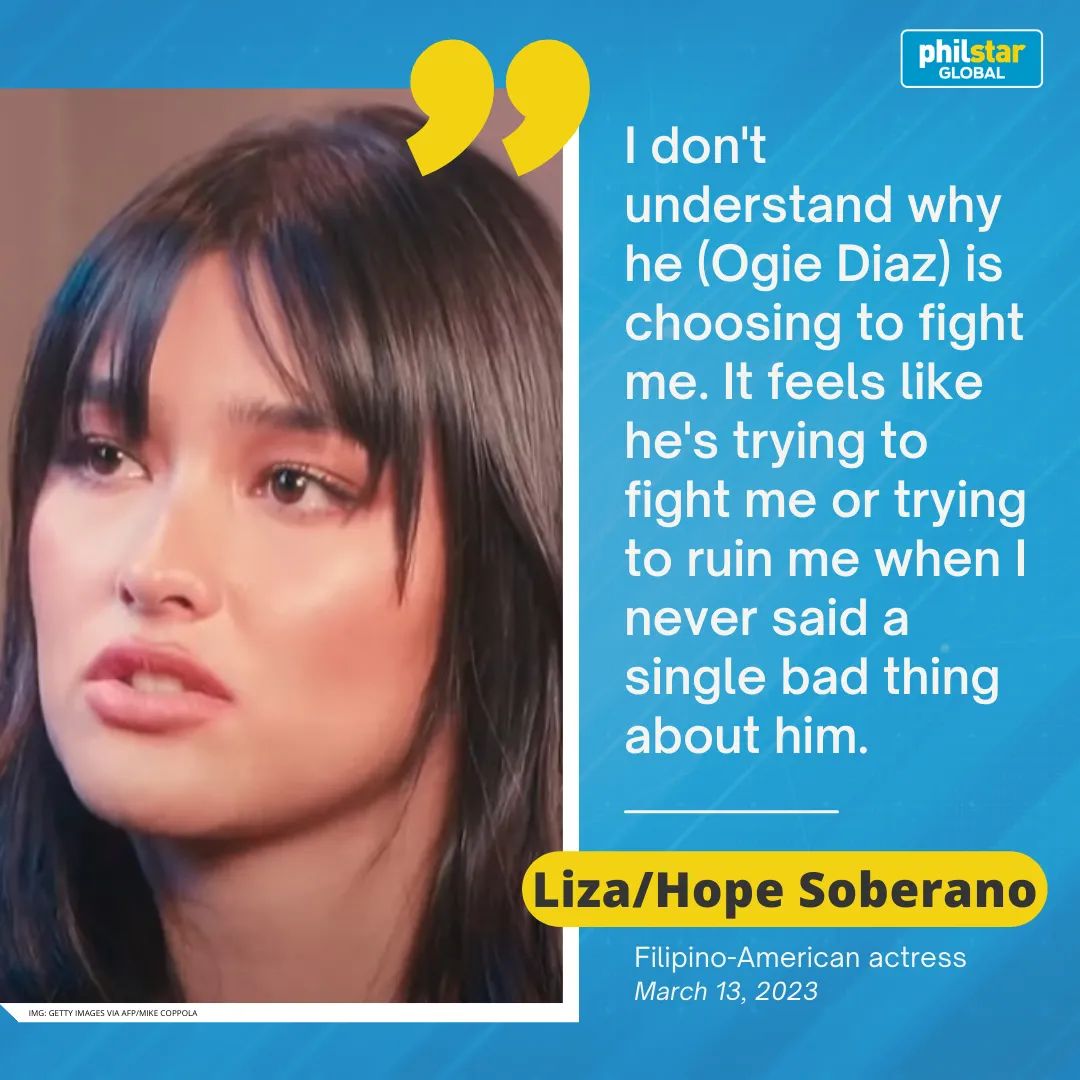 philstar
GLOBAL
I don't
understand why
he (Ogie Diaz) is
choosing to fight
me. It feels like
he's trying to
fight me or trying
to ruin me when I
never said a
single bad thing
about him.
Liza/Hope Soberano
Filipino-American actress
March 13, 2023
IMG: GETTY IMAGES VIA AFP/MIKE COPPOLA